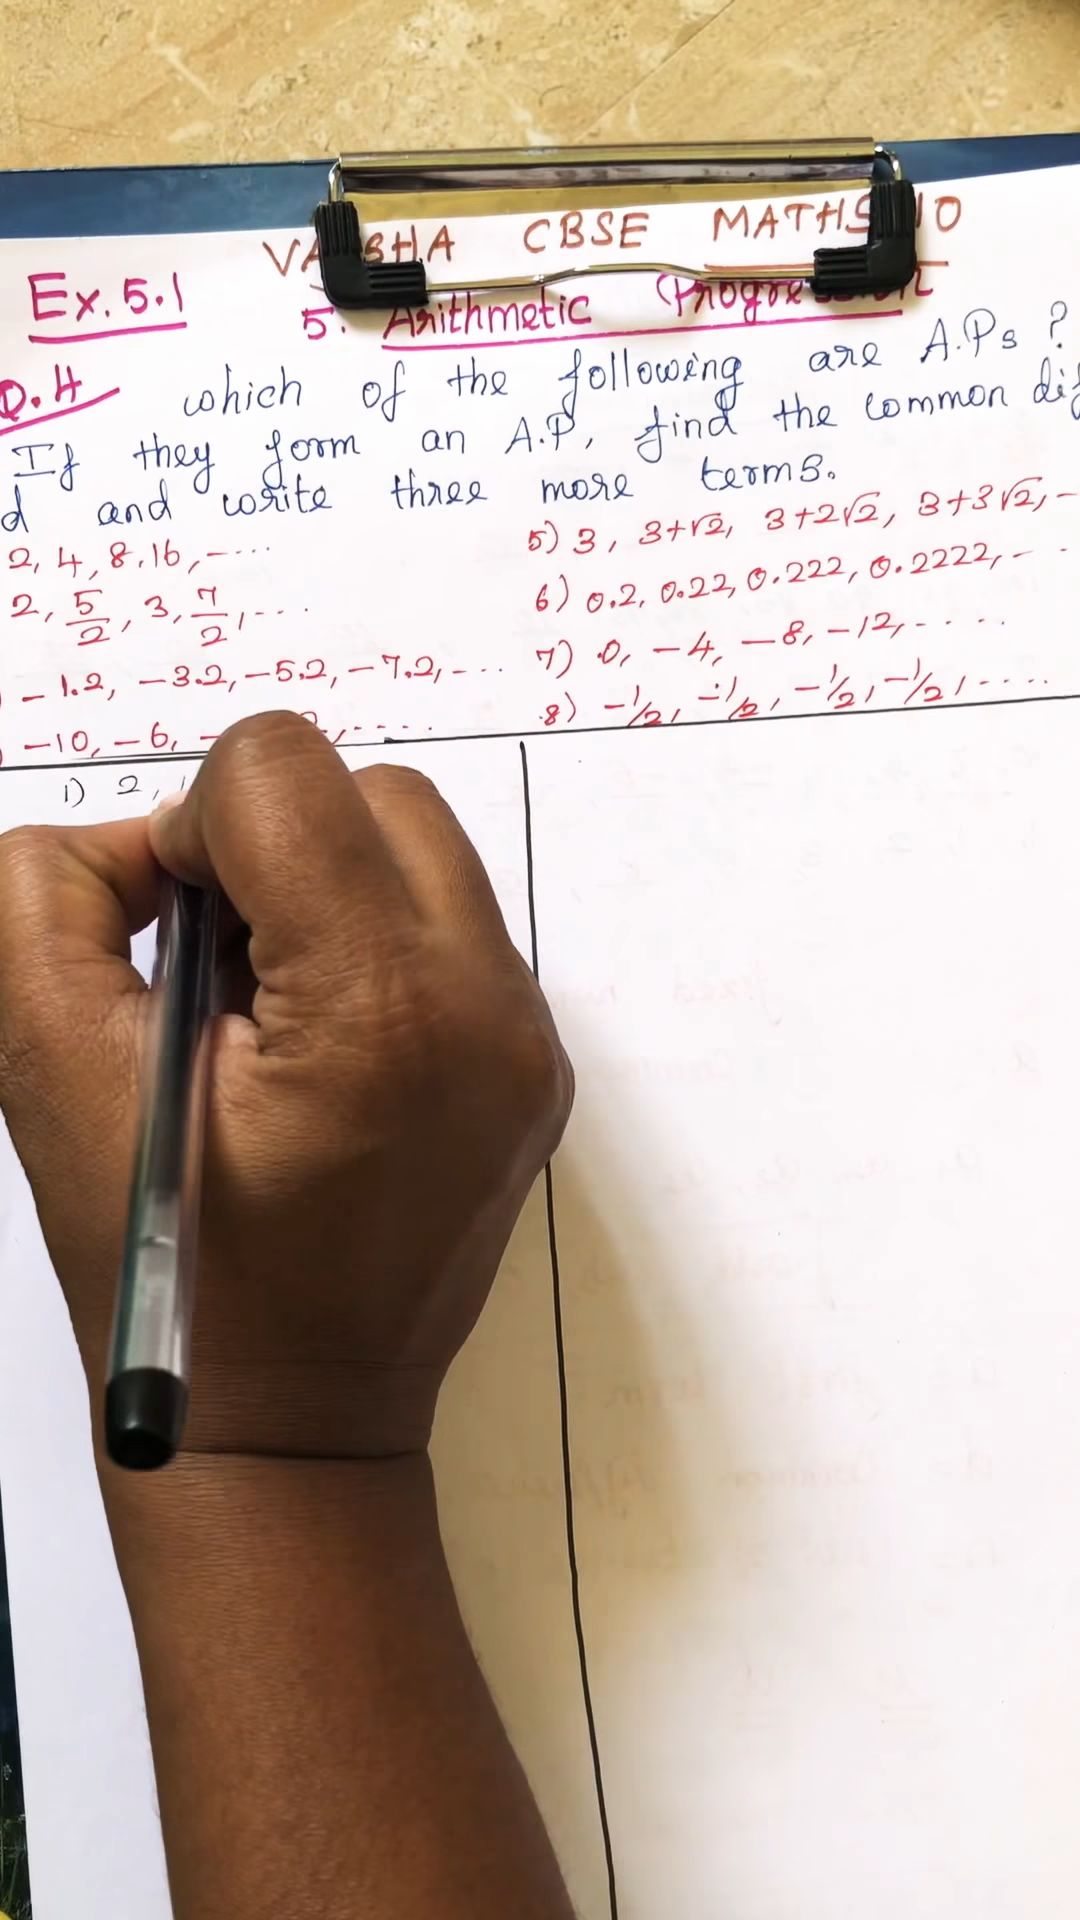 CBSE MATHS 10
Ex. 5.1
5. Arithmetic Progression
Q.4 which of the following are A.Ps ?
If they form an A.P, find the common dif
d and write three more terms.
2, 4, 8, 16, -....
2, 5/2, 3, 7/2, ....
- 1.2, - 3.2, - 5.2, - 7.2, -...
- 10, - 6, -
5) 3, 3+√2, 3+2√2, 3+3√2, -
6) 0.2, 0.22, 0.222, 0.2222, - .
7) 0, - 4, - 8, - 12, - ....
8) -1/2, -1/2, -1/2, -1/2, ....
1) 2,